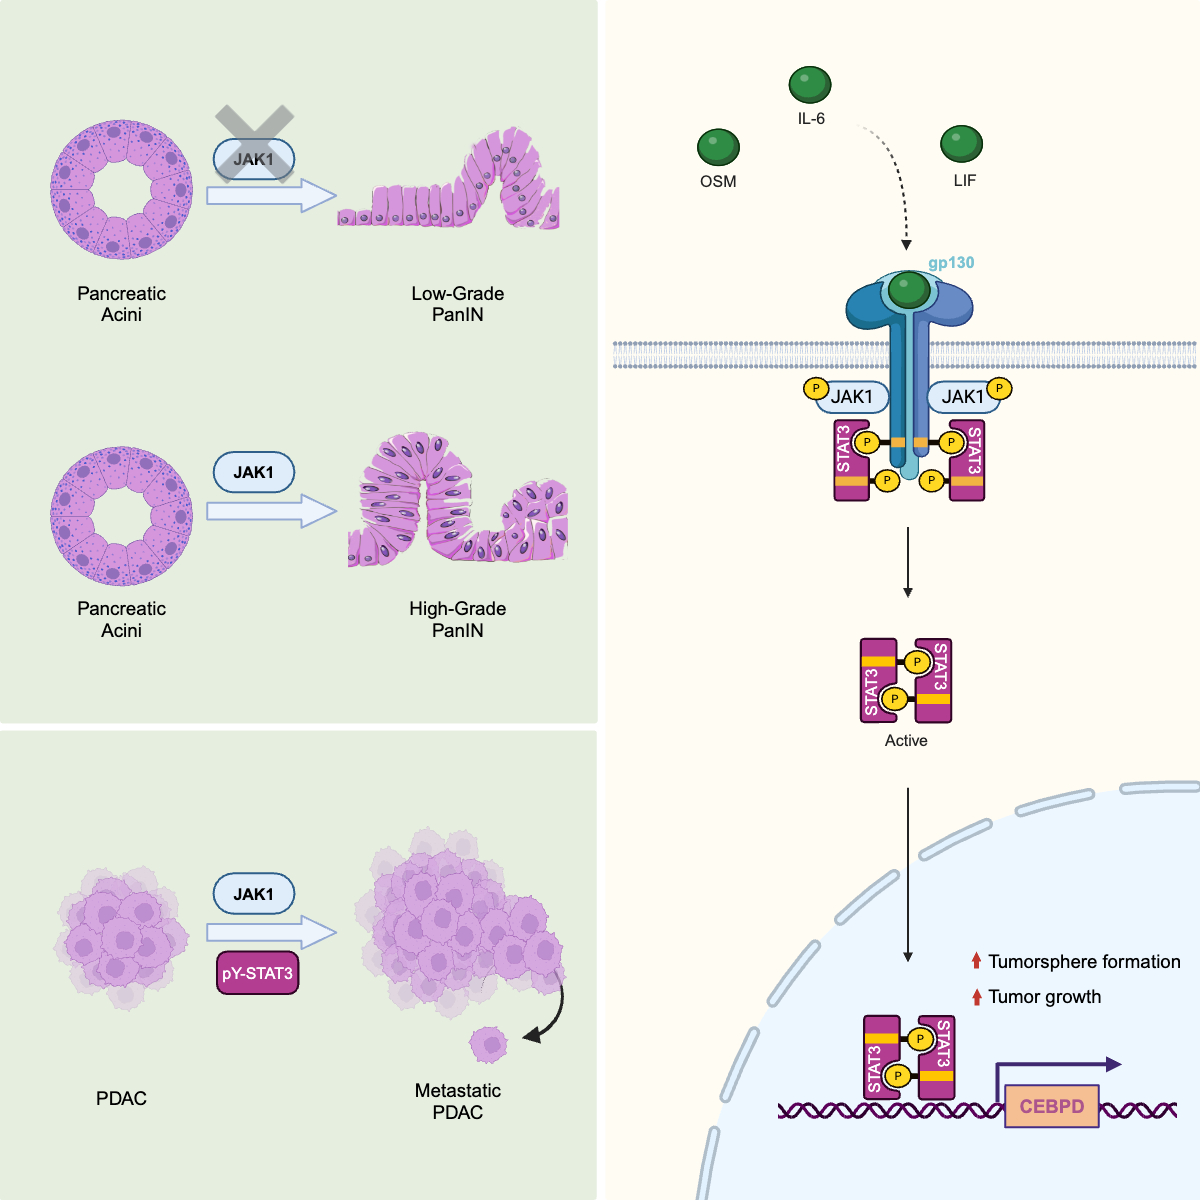 JAK1
Pancreatic
Acini
Low-Grade
PanIN
JAK1
Pancreatic
Acini
High-Grade
PanIN
JAK1
pY-STAT3
PDAC
Metastatic
PDAC
IL-6
OSM
LIF
gp130
P
JAK1
JAK1
P
STAT3
P
P
STAT3
P
P
STAT3
P
P
STAT3
Active
Tumorsphere formation
Tumor growth
STAT3
P
P
STAT3
CEBPD